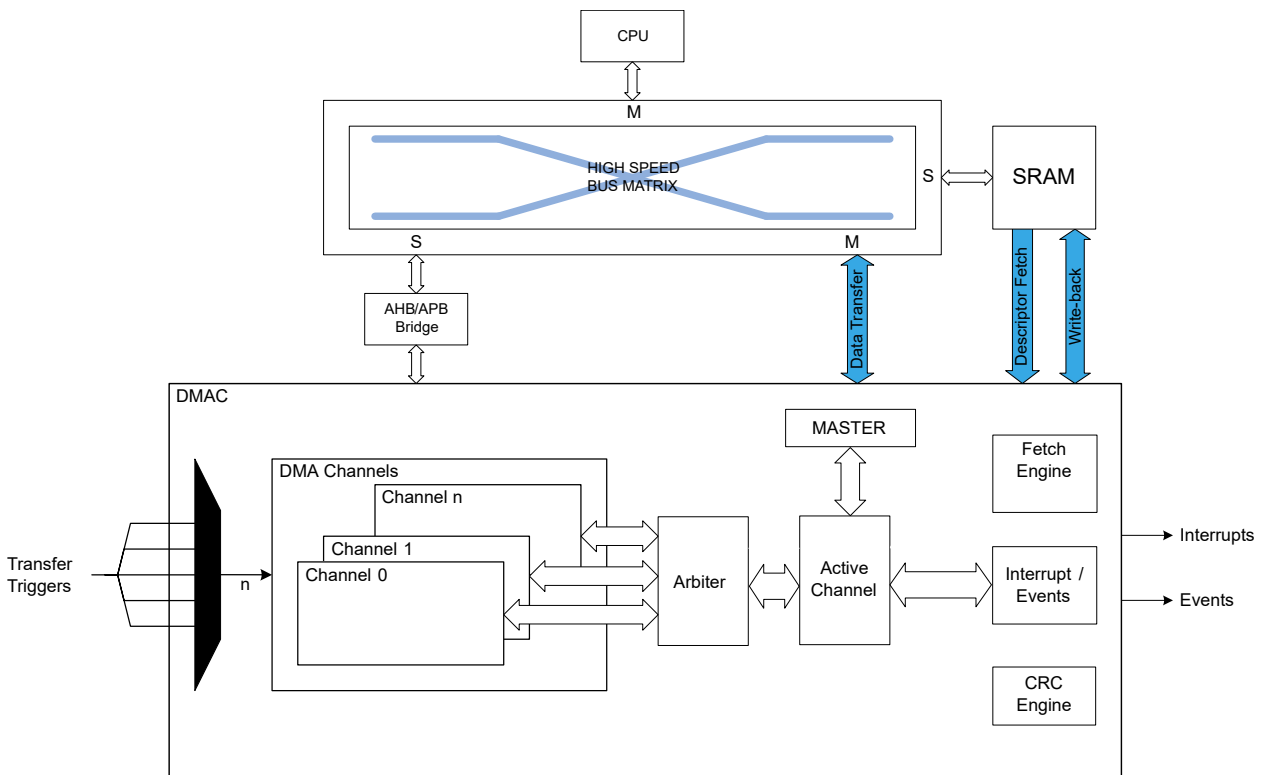 CPU
M
HIGH SPEED
BUS MATRIX
S
SRAM
S
M
AHB/APB
Bridge
Data Transfer
Descriptor Fetch
Write-back
DMAC
MASTER
Fetch
Engine
DMA Channels
Channel n
Channel 1
Channel 0
Transfer
Triggers
n
Arbiter
Active
Channel
Interrupt /
Events
Interrupts
Events
CRC
Engine